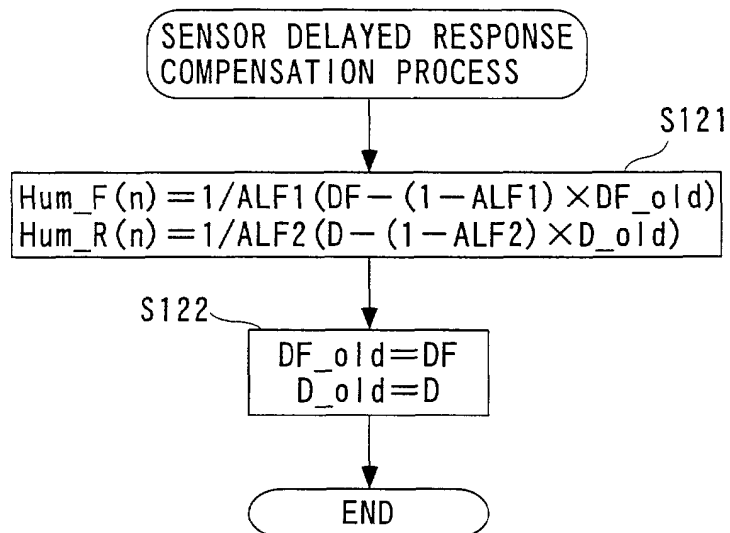 SENSOR DELAYED RESPONSE
COMPENSATION PROCESS
S121
Hum_F(n)=1/ALF1(DF-(1-ALF1)×DF_old)
Hum_R(n)=1/ALF2(D-(1-ALF2)×D_old)
S122
DF_old=DF
D_old=D
END